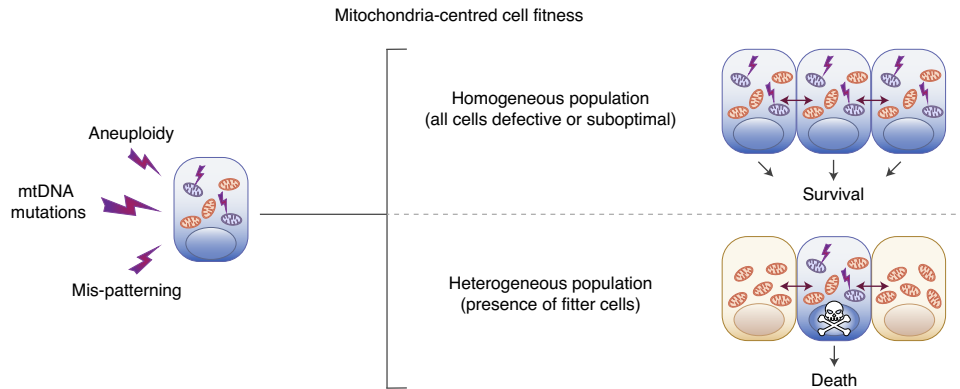 Mitochondria-centred cell fitness
Aneuploidy
mtDNA
mutations
Mis-patterning
Homogeneous population
(all cells defective or suboptimal)
Survival
Heterogeneous population
(presence of fitter cells)
Death